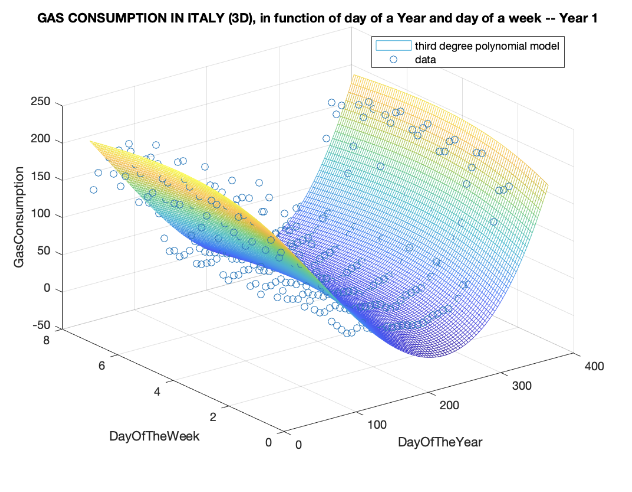 GAS CONSUMPTION IN ITALY (3D), in function of day of a Year and day of a week -- Year 1
third degree polynomial model
data
250
200
150
100
50
0
-50
GasConsumption
8
6
4
2
0
DayOfTheWeek
0
100
200
300
400
DayOfTheYear